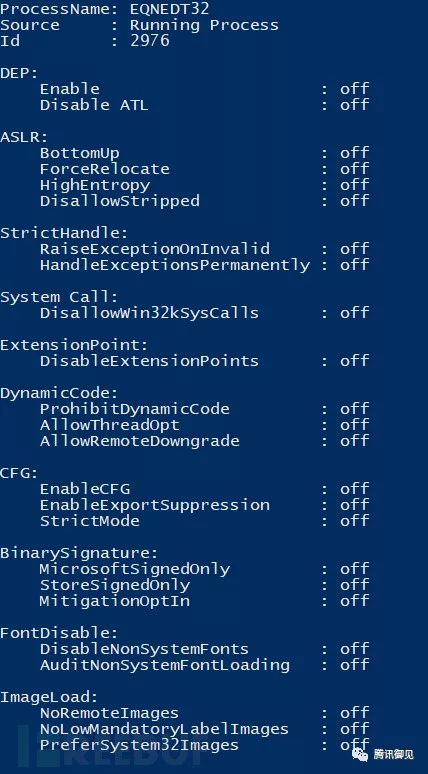 ProcessName: EQNEDT32
Source : Running Process
Id : 2976
DEP:
Enable : off
Disable ATL : off
ASLR:
BottomUp : off
ForceRelocate : off
HighEntropy : off
DisallowStripped : off
StrictHandle:
RaiseExceptionOnInvalid : off
HandleExceptionsPermanently : off
System Call:
DisallowWin32kSysCalls : off
ExtensionPoint:
DisableExtensionPoints : off
DynamicCode:
ProhibitDynamicCode : off
AllowThreadOpt : off
AllowRemoteDowngrade : off
CFG:
EnableCFG : off
EnableExportSuppression : off
StrictMode : off
BinarySignature:
MicrosoftSignedOnly : off
StoreSignedOnly : off
MitigationOptIn : off
FontDisable:
DisableNonSystemFonts : off
AuditNonSystemFontLoading : off
ImageLoad:
NoRemoteImages : off
NoLowMandatoryLabelImages : off
PreferSystem32Images : off
腾讯御见